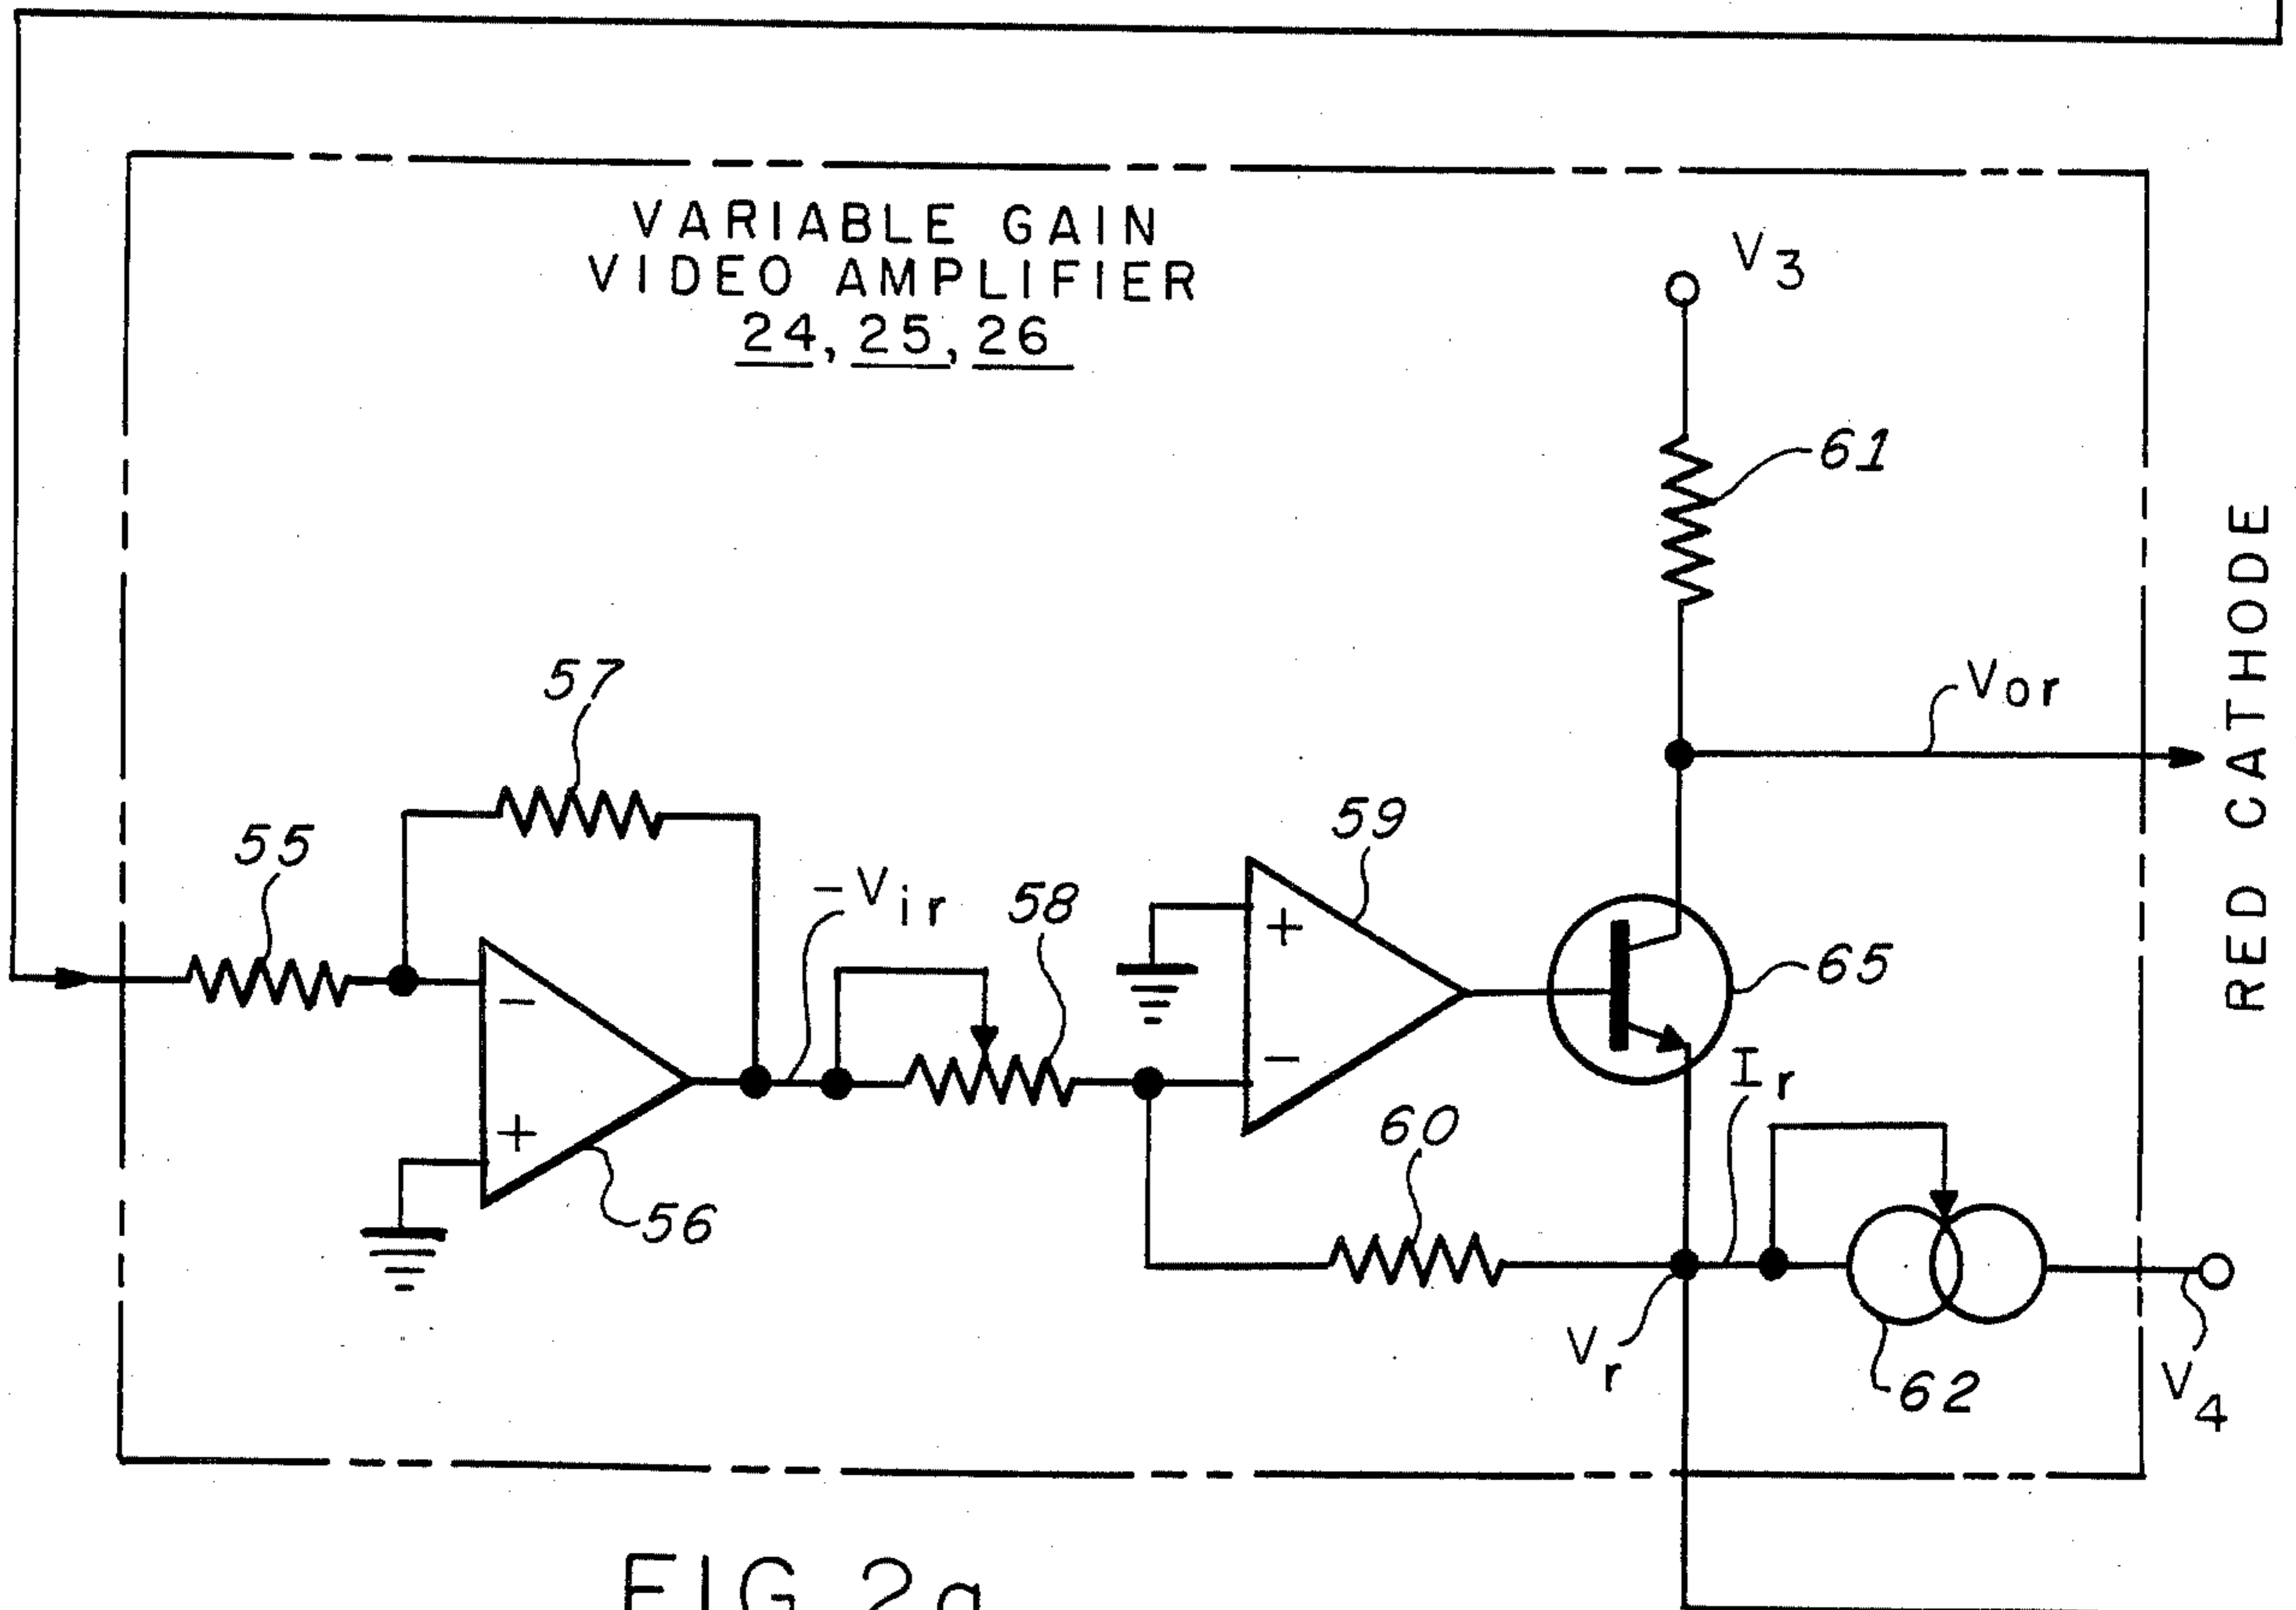 VARIABLE GAIN
VIDEO AMPLIFIER
24, 25, 26
V3
61
Vor
RED CATHODE
57
55
-Vir
58
59
65
Ir
60
56
Vr
62
V4
-
+
+
-
FIG. 2a